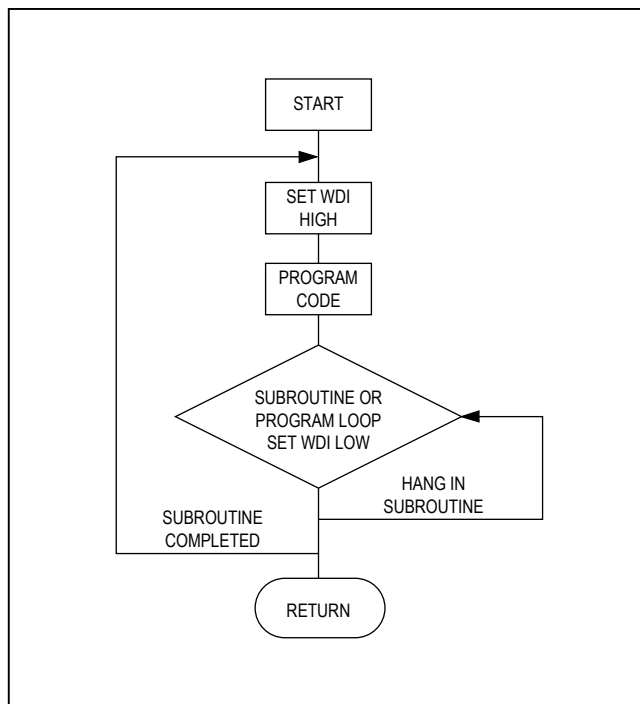 START
SET WDI
HIGH
PROGRAM
CODE
SUBROUTINE OR
PROGRAM LOOP
SET WDI LOW
HANG IN
SUBROUTINE
SUBROUTINE
COMPLETED
RETURN